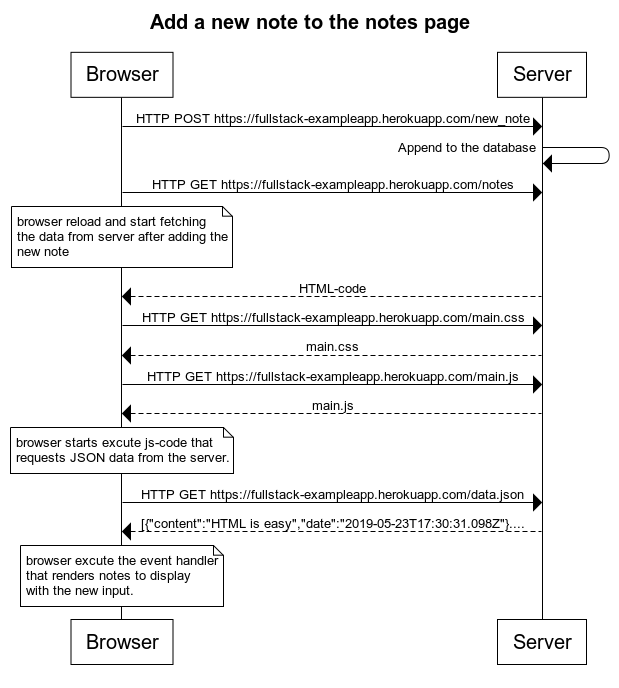 Add a new note to the notes page
Browser
Server
HTTP POST https://fullstack-exampleapp.herokuapp.com/new_note
Append to the database
HTTP GET https://fullstack-exampleapp.herokuapp.com/notes
browser reload and start fetching
the data from server after adding the
new note
HTML-code
HTTP GET https://fullstack-exampleapp.herokuapp.com/main.css
main.css
HTTP GET https://fullstack-exampleapp.herokuapp.com/main.js
main.js
browser starts excute js-code that
requests JSON data from the server.
HTTP GET https://fullstack-exampleapp.herokuapp.com/data.json
[{"content":"HTML is easy","date":"2019-05-23T17:30:31.098Z"}....
browser excute the event handler
that renders notes to display
with the new input.
Browser
Server